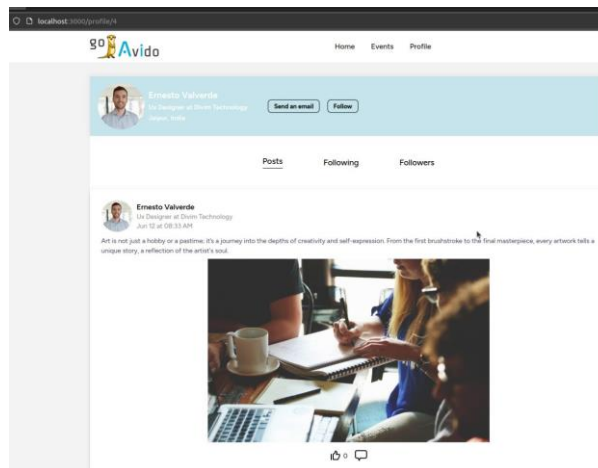 localhost:3000/profile/4
go Avido
Home Events Profile
Ernesto Valverde
Ux Designer at Divim Technology
Jaipur, India
Send an email Follow
Posts Following Followers
Ernesto Valverde
Ux Designer at Divim Technology
Jun 12 at 08:33 AM
Art is not just a hobby or a pastime; it's a journey into the depths of creativity and self-expression. From the first brushstroke to the final masterpiece, every artwork tells a
unique story, a reflection of the artist's soul.
0